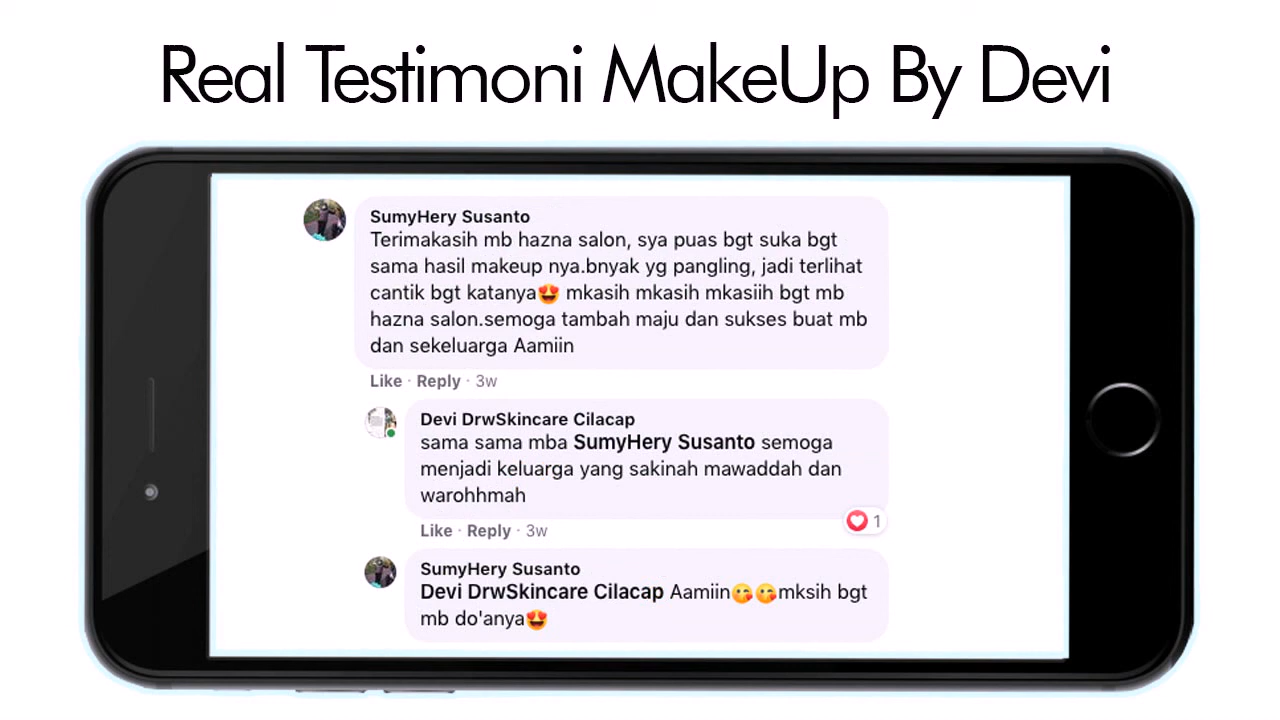 Real Testimoni MakeUp By Devi
SumyHery Susanto
Terimakasih mb hazna salon, sya puas bgt suka bgt
sama hasil makeup nya.bnyak yg pangling, jadi terlihat
cantik bgt katanya😍 mkasih mkasih mkasiih bgt mb
hazna salon.semoga tambah maju dan sukses buat mb
dan sekeluarga Aamiin
Like · Reply · 3w
Devi DrwSkincare Cilacap
sama sama mba SumyHery Susanto semoga
menjadi keluarga yang sakinah mawaddah dan
warohhmah
1
Like · Reply · 3w
SumyHery Susanto
Devi DrwSkincare Cilacap Aamiin😋😋mksih bgt
mb do'anya😍